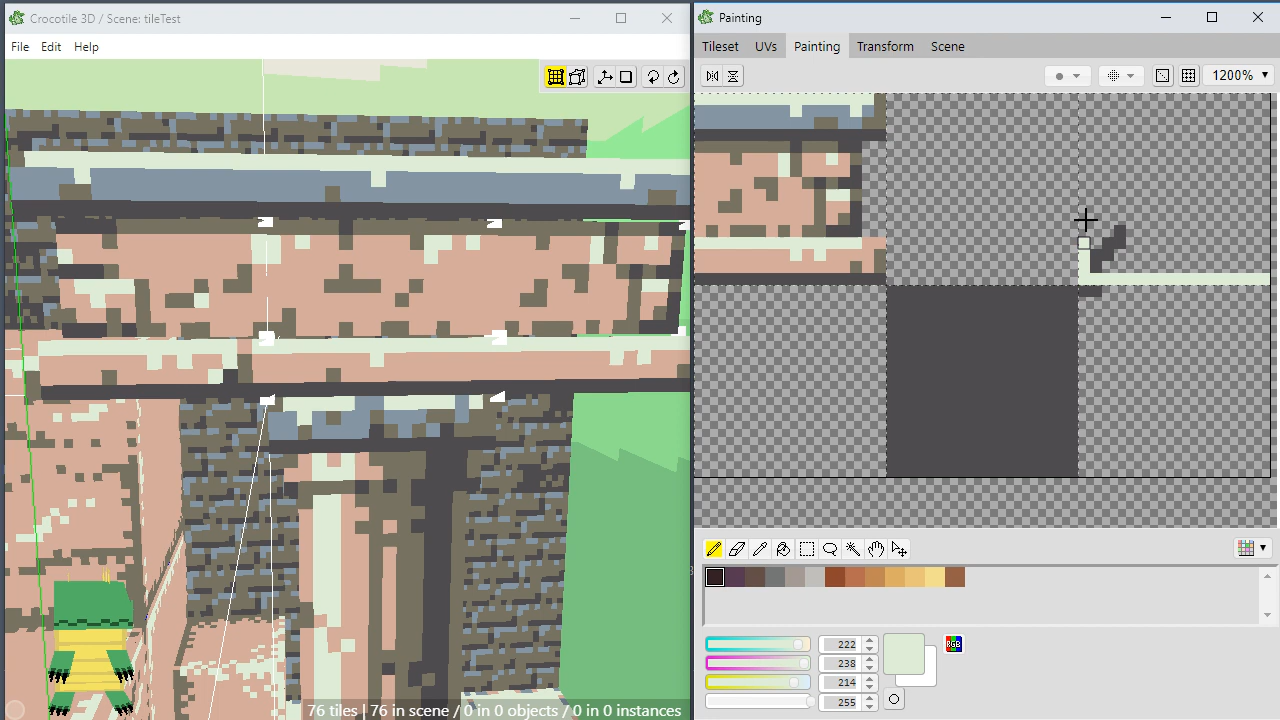 Crocotile 3D / Scene: tileTest
File Edit Help
76 tiles | 76 in scene / 0 in 0 objects / 0 in 0 instances
Painting
Tileset UVs Painting Transform Scene
1200%
222
238
214
255
RGB